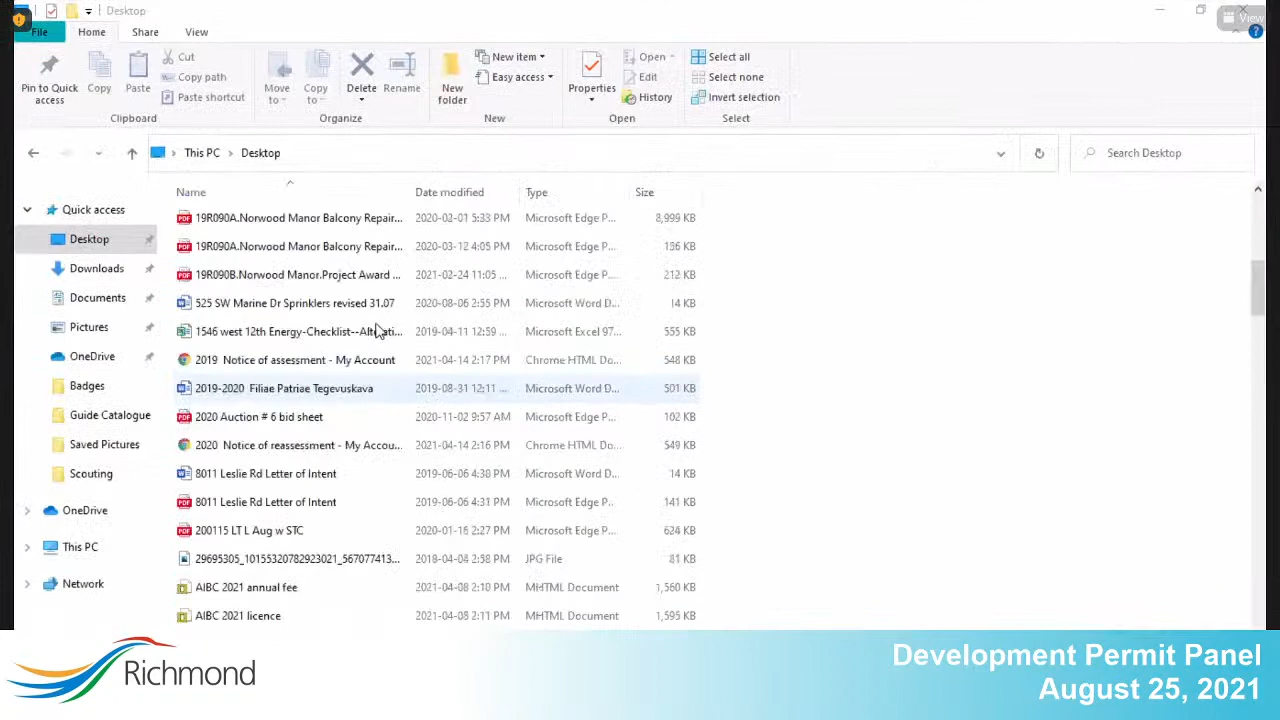 Desktop
View
File Home Share View
Pin to Quick access
Copy
Paste
Cut
Copy path
Paste shortcut
Clipboard
Move to
Copy to
Delete
Rename
Organize
New folder
New item
Easy access
New
Properties
Open
Edit
History
Open
Select all
Select none
Invert selection
Select
This PC > Desktop
Search Desktop
Quick access
Desktop
Downloads
Documents
Pictures
OneDrive
Badges
Guide Catalogue
Saved Pictures
Scouting
OneDrive
This PC
Network
Name Date modified Type Size
19R090A.Norwood Manor Balcony Repair... 2020-02-01 5:33 PM Microsoft Edge P... 8,999 KB
19R090A.Norwood Manor Balcony Repair... 2020-03-12 4:05 PM Microsoft Edge P... 136 KB
19R090B.Norwood Manor.Project Award ... 2021-02-24 11:05 ... Microsoft Edge P... 212 KB
525 SW Marine Dr Sprinklers revised 31.07 2020-08-06 2:55 PM Microsoft Word D... 14 KB
1546 west 12th Energy-Checklist--Alterati... 2019-04-11 12:59 ... Microsoft Excel 97... 555 KB
2019 Notice of assessment - My Account 2021-04-14 2:17 PM Chrome HTML Do... 548 KB
2019-2020 Filiae Patriae Tegevuskava 2019-08-31 12:11 ... Microsoft Word D... 501 KB
2020 Auction # 6 bid sheet 2020-11-02 9:57 AM Microsoft Edge P... 102 KB
2020 Notice of reassessment - My Accou... 2021-04-14 2:16 PM Chrome HTML Do... 549 KB
8011 Leslie Rd Letter of Intent 2019-06-06 4:30 PM Microsoft Word D... 14 KB
8011 Leslie Rd Letter of Intent 2019-06-06 4:31 PM Microsoft Edge P... 141 KB
200115 LT L Aug w STC 2020-01-16 2:27 PM Microsoft Edge P... 624 KB
29695305_10155320782923021_567077413... 2018-04-08 2:58 PM JPG File 81 KB
AIBC 2021 annual fee 2021-04-08 2:10 PM MHTML Document 1,560 KB
AIBC 2021 licence 2021-04-08 2:11 PM MHTML Document 1,595 KB
Richmond
Development Permit Panel
August 25, 2021